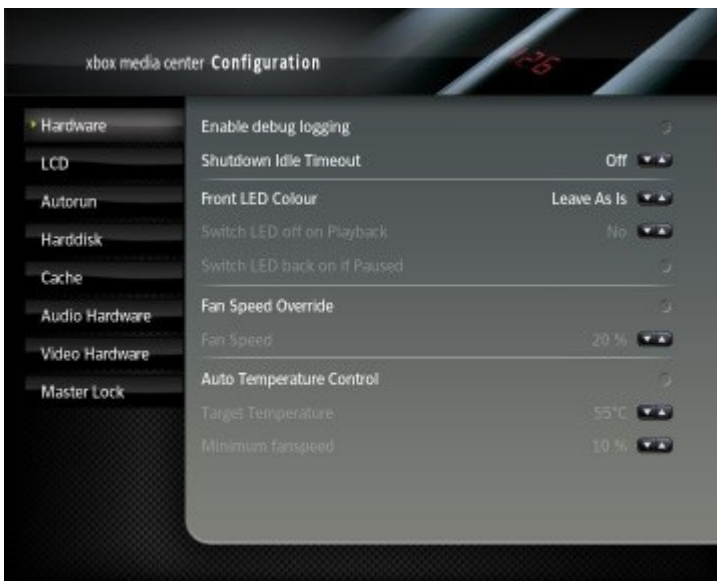 xbox media center Configuration
Hardware
LCD
Autorun
Harddisk
Cache
Audio Hardware
Video Hardware
Master Lock
Enable debug logging
Shutdown Idle Timeout Off
Front LED Colour Leave As Is
Switch LED off on Playback No
Switch LED back on if Paused
Fan Speed Override
Fan Speed 20 %
Auto Temperature Control
Target Temperature 55°C
Minimum fanspeed 10 %